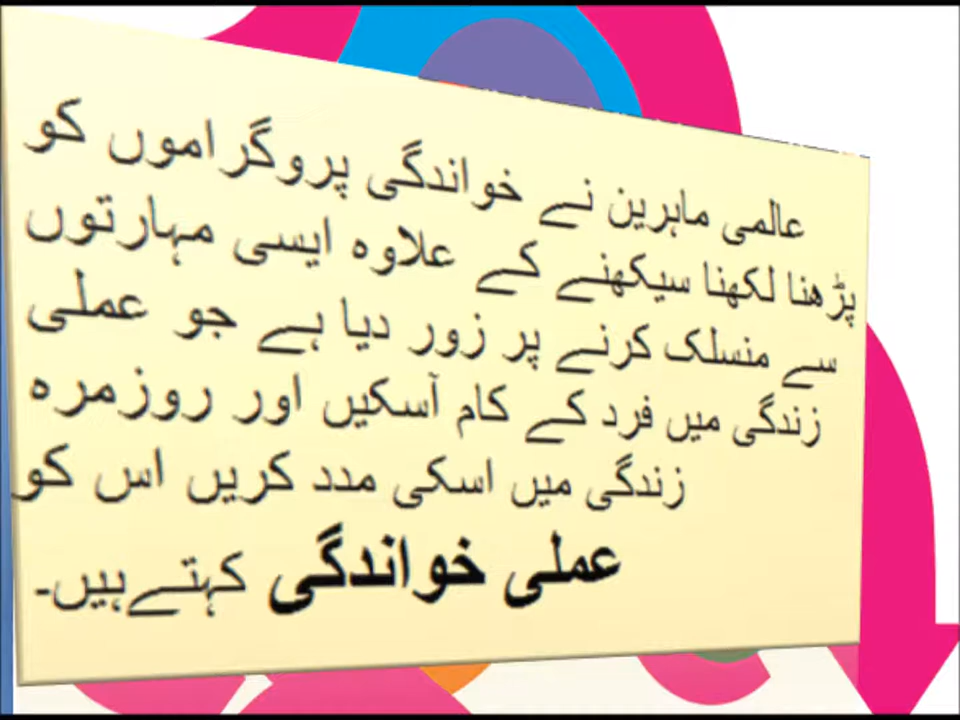 عالمی ماہرین نے خواندگی پروگراموں کو
پڑھنا لکھنا سیکھنے کے علاوہ ایسی مہارتوں
سے منسلک کرنے پر زور دیا ہے جو عملی
زندگی میں فرد کے کام آسکیں اور روزمرہ
زندگی میں اسکی مدد کریں اس کو
عملی خواندگی کہتےہیں۔